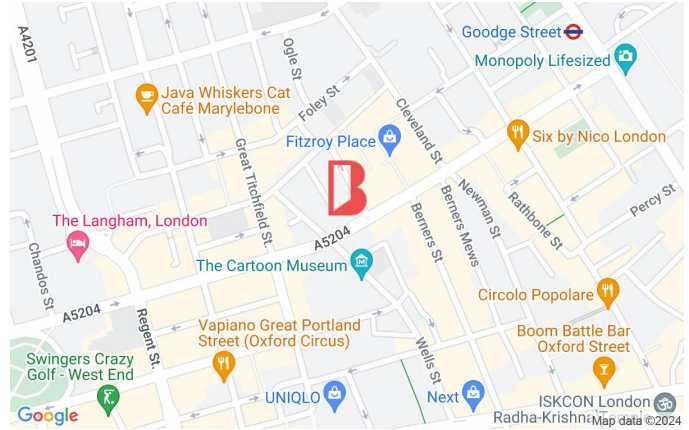 A4201
Ogle St
Goodge Street
Monopoly Lifesized
Java Whiskers Cat
Café Marylebone
Foley St
Cleveland St
Fitzroy Place
Six by Nico London
Great Titchfield St.
B
Newman St
Rathbone St
Percy St
Berners Mews
Berners St
The Langham, London
A5204
Chandos St
The Cartoon Museum
A5204
Regent St.
Circolo Popolare
Vapiano Great Portland
Street (Oxford Circus)
Boom Battle Bar
Oxford Street
Wells St
Swingers Crazy
Golf - West End
UNIQLO
Next
ISKCON London
Radha-Krishna Temple
Google
Map data ©2024